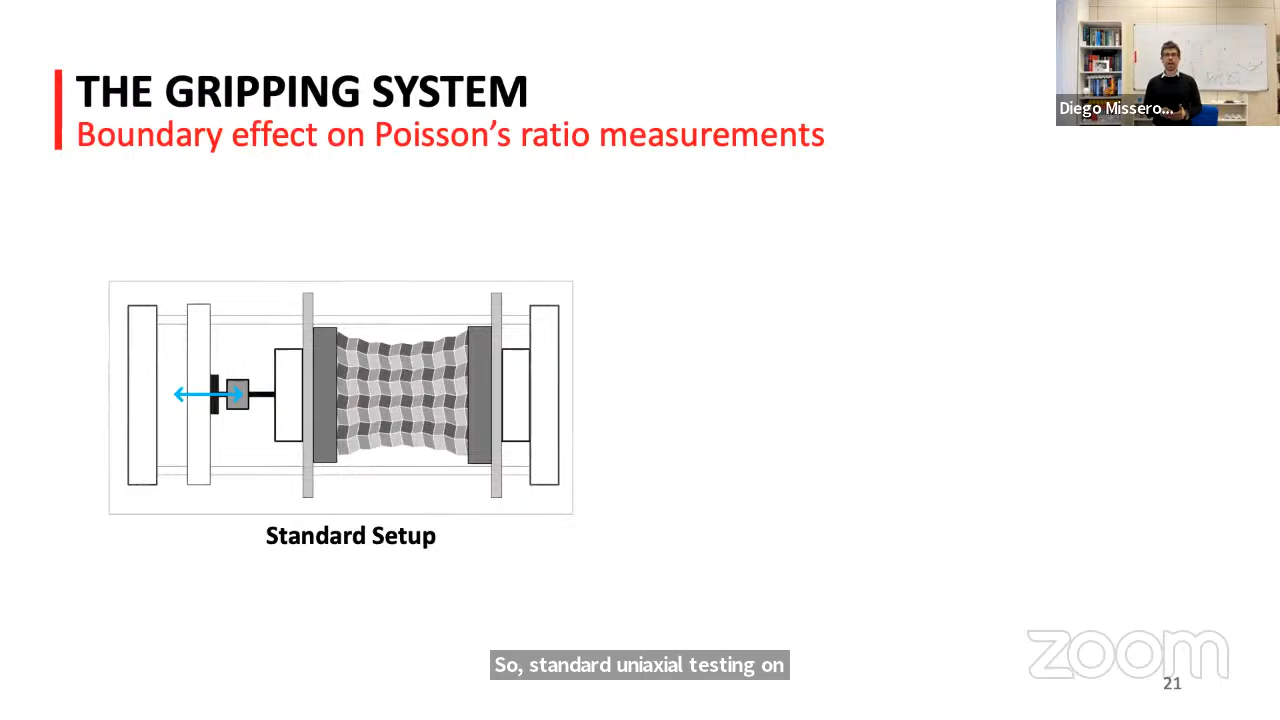 THE GRIPPING SYSTEM
Boundary effect on Poisson's ratio measurements
Diego Missero...
Standard Setup
So, standard uniaxial testing on
zoom
21